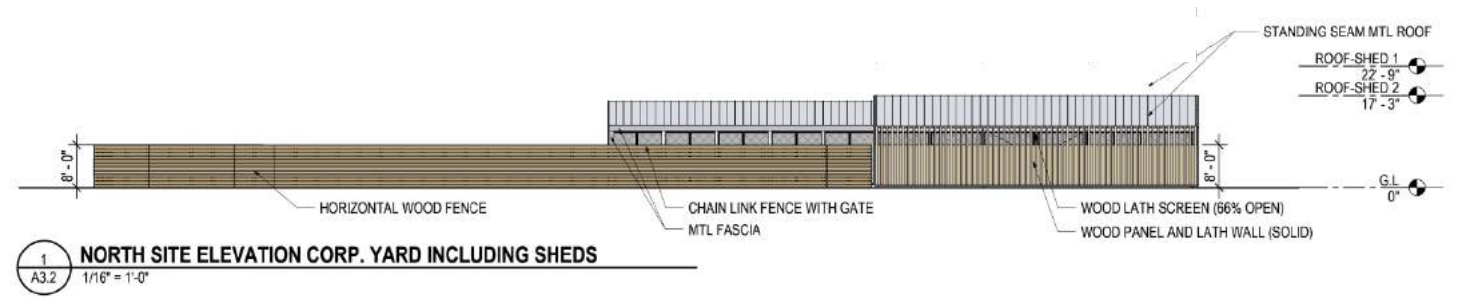 STANDING SEAM MTL ROOF
ROOF-SHED 1
22' - 9"
ROOF-SHED 2
17' - 3"
8' - 0"
8' - 0"
G.L
0"
HORIZONTAL WOOD FENCE
CHAIN LINK FENCE WITH GATE
WOOD LATH SCREEN (66% OPEN)
MTL FASCIA
WOOD PANEL AND LATH WALL (SOLID)
1
A3.2
NORTH SITE ELEVATION CORP. YARD INCLUDING SHEDS
1/16" = 1'-0"